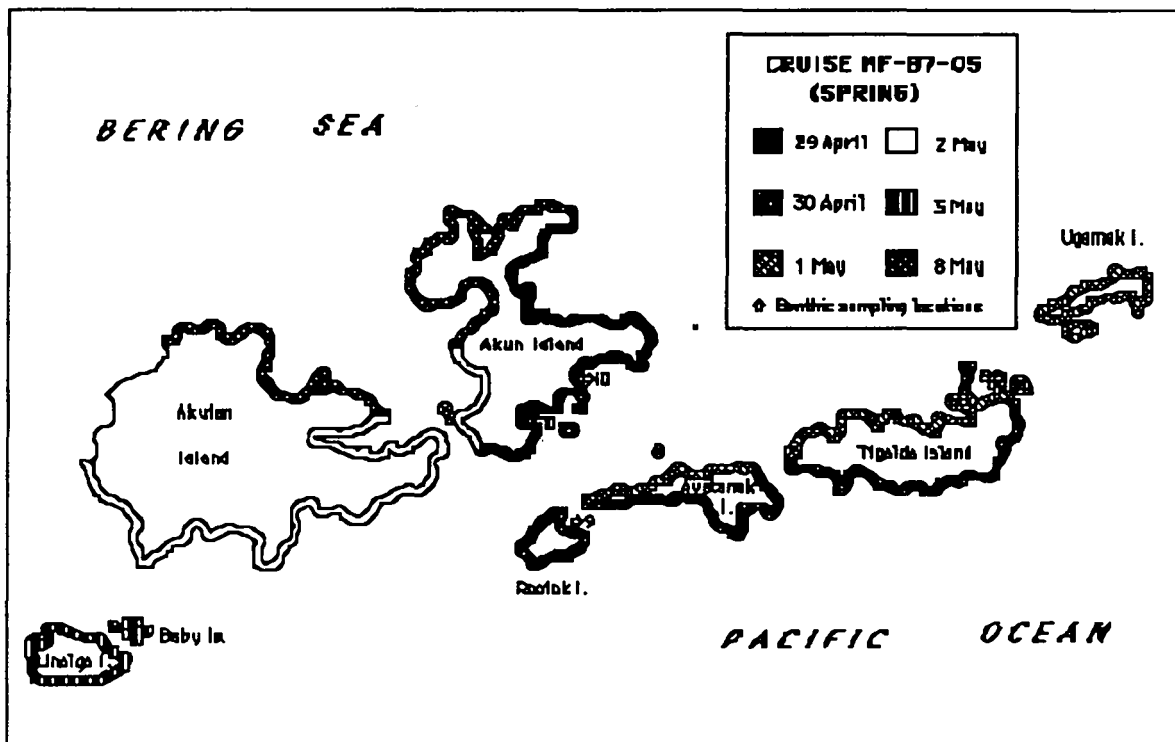 CRUISE MF-87-05
(SPRING)
BERING SEA
29 April
2 May
30 April
5 May
1 May
8 May
Benthic sampling locations
Ugamak I.
Akun Island
Akutan
Island
Tigalda Island
Avatanak
I.
Rootok I.
Baby Is.
Unalga I.
PACIFIC OCEAN